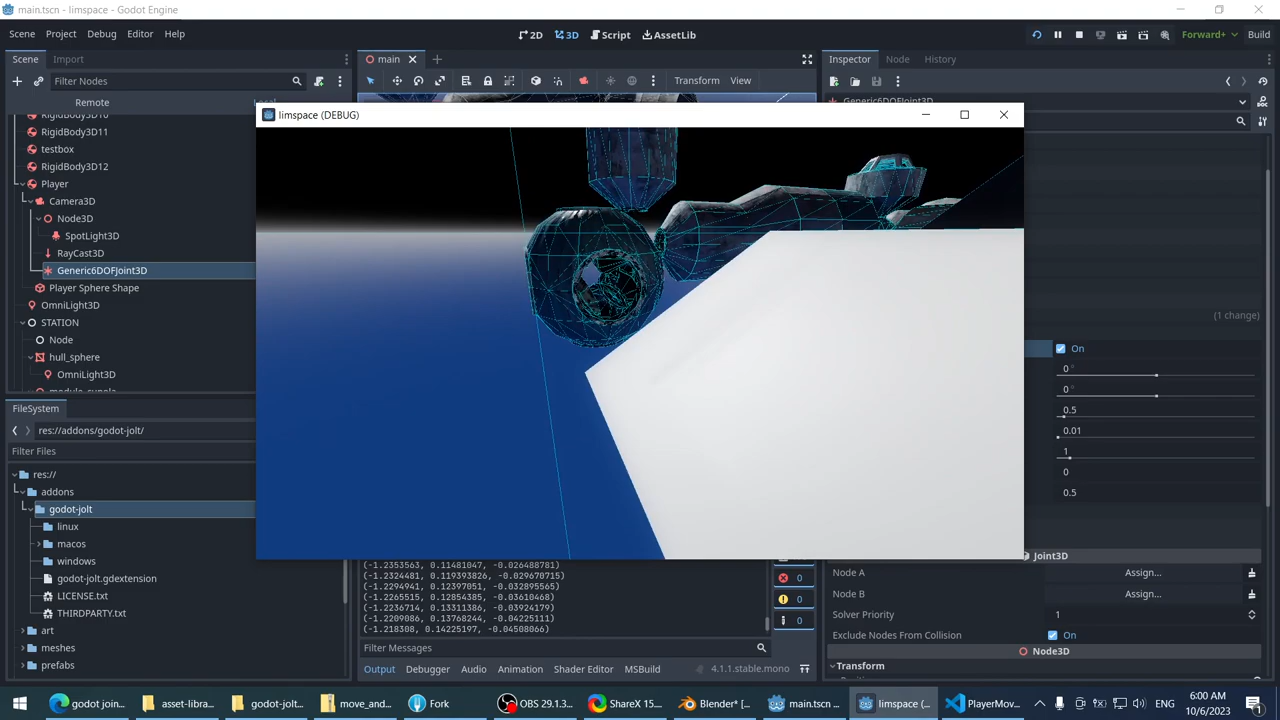 main.tscn - limspace - Godot Engine
Scene Project Debug Editor Help
2D 3D Script AssetLib
Forward+ Build
Scene Import
main
Inspector Node History
Filter Nodes
Transform View
Remote
RigidBody3D11
testbox
RigidBody3D12
Player
Camera3D
Node3D
SpotLight3D
RayCast3D
Generic6DOFJoint3D
Player Sphere Shape
OmniLight3D
STATION
Node
hull_sphere
OmniLight3D
limspace (DEBUG)
(1 change)
On
0 °
0 °
0.5
0.01
1
0
0.5
FileSystem
res://addons/godot-jolt/
Filter Files
res://
addons
godot-jolt
linux
macos
windows
godot-jolt.gdextension
LICENSE.txt
THIRDPARTY.txt
art
meshes
prefabs
(-1.2353563, 0.11481047, -0.026488781)
(-1.2324481, 0.119393826, -0.029670715)
(-1.2294941, 0.12397051, -0.032895565)
(-1.2265515, 0.12854385, -0.03610468)
(-1.2236714, 0.13311386, -0.03924179)
(-1.2209086, 0.13768244, -0.04225111)
(-1.218308, 0.14225197, -0.04508066)
0
0
0
Filter Messages
Output Debugger Audio Animation Shader Editor MSBuild 4.1.1.stable.mono
Joint3D
Node A Assign...
Node B Assign...
Solver Priority 1
Exclude Nodes From Collision On
Node3D
Transform
godot join... asset-libra... godot-jolt... move_and... Fork OBS 29.1.3... ShareX 15.... Blender* [... main.tscn ... limspace (... PlayerMov... ENG
6:00 AM
10/6/2023